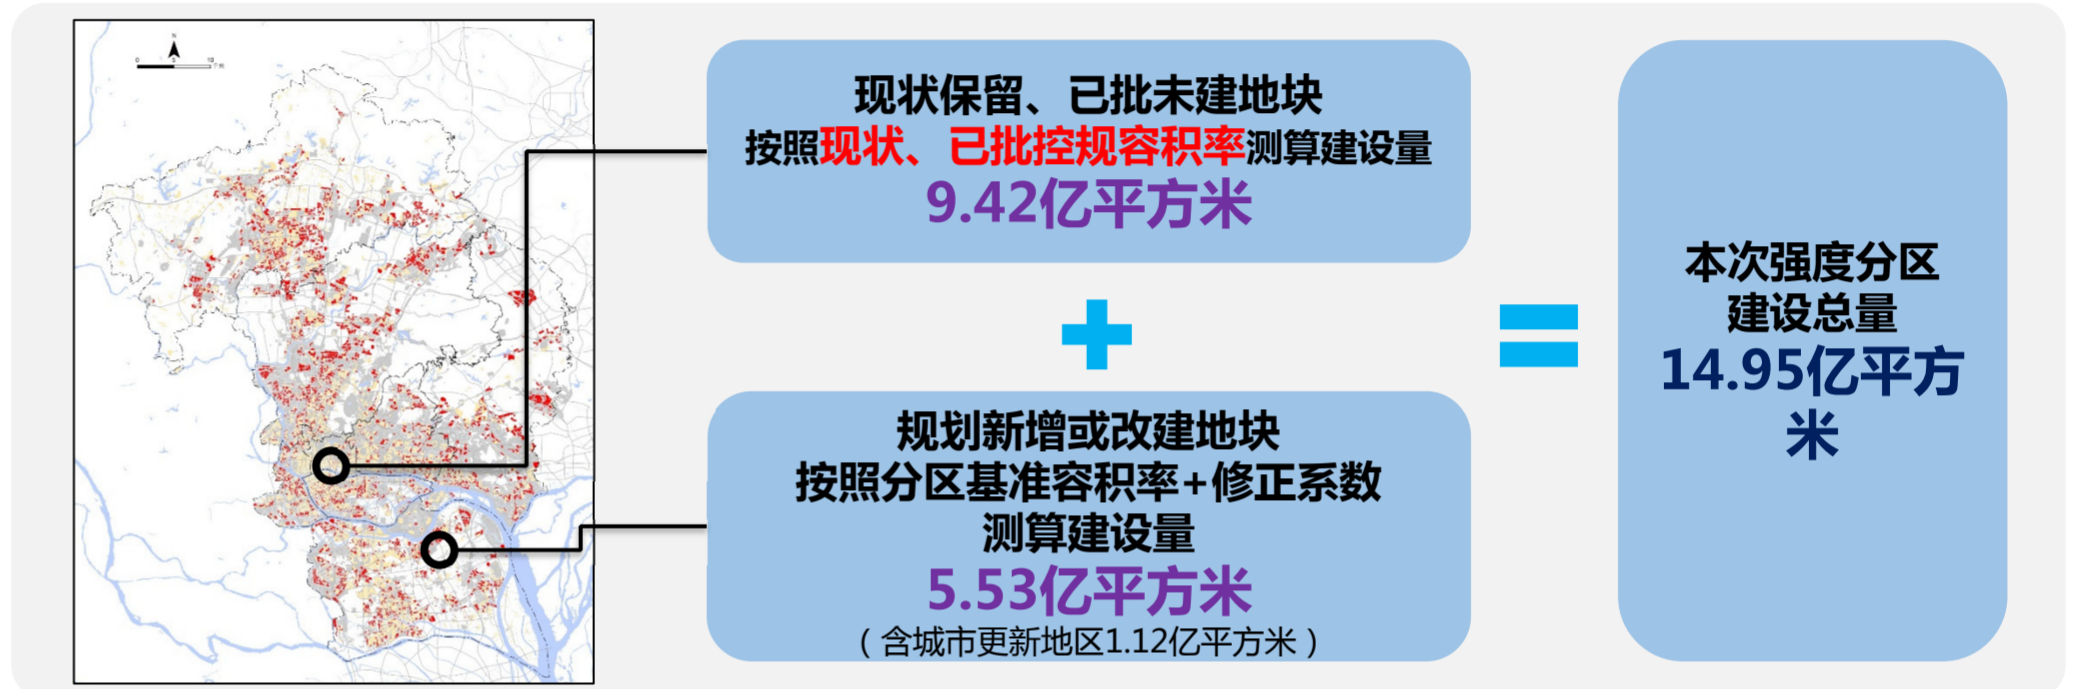 N
0 5 10
千米
现状保留、已批未建地块
按照现状、已批控规容积率测算建设量
9.42亿平方米
规划新增或改建地块
按照分区基准容积率+修正系数
测算建设量
5.53亿平方米
（含城市更新地区1.12亿平方米）
本次强度分区
建设总量
14.95亿平方
米